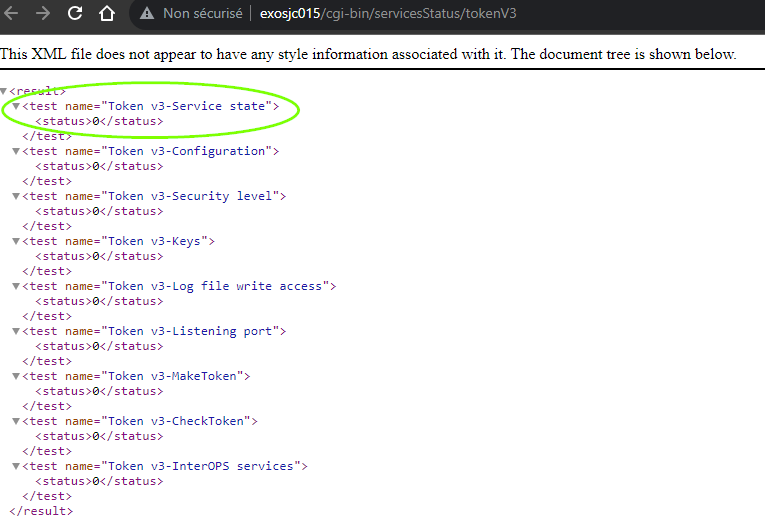 Non sécurisé | exosjc015/cgi-bin/servicesStatus/tokenV3
This XML file does not appear to have any style information associated with it. The document tree is shown below.
▼<result>
▼<test name="Token v3-Service state">
<status>0</status>
</test>
▼<test name="Token v3-Configuration">
<status>0</status>
</test>
▼<test name="Token v3-Security level">
<status>0</status>
</test>
▼<test name="Token v3-Keys">
<status>0</status>
</test>
▼<test name="Token v3-Log file write access">
<status>0</status>
</test>
▼<test name="Token v3-Listening port">
<status>0</status>
</test>
▼<test name="Token v3-MakeToken">
<status>0</status>
</test>
▼<test name="Token v3-CheckToken">
<status>0</status>
</test>
▼<test name="Token v3-InterOPS services">
<status>0</status>
</test>
</result>